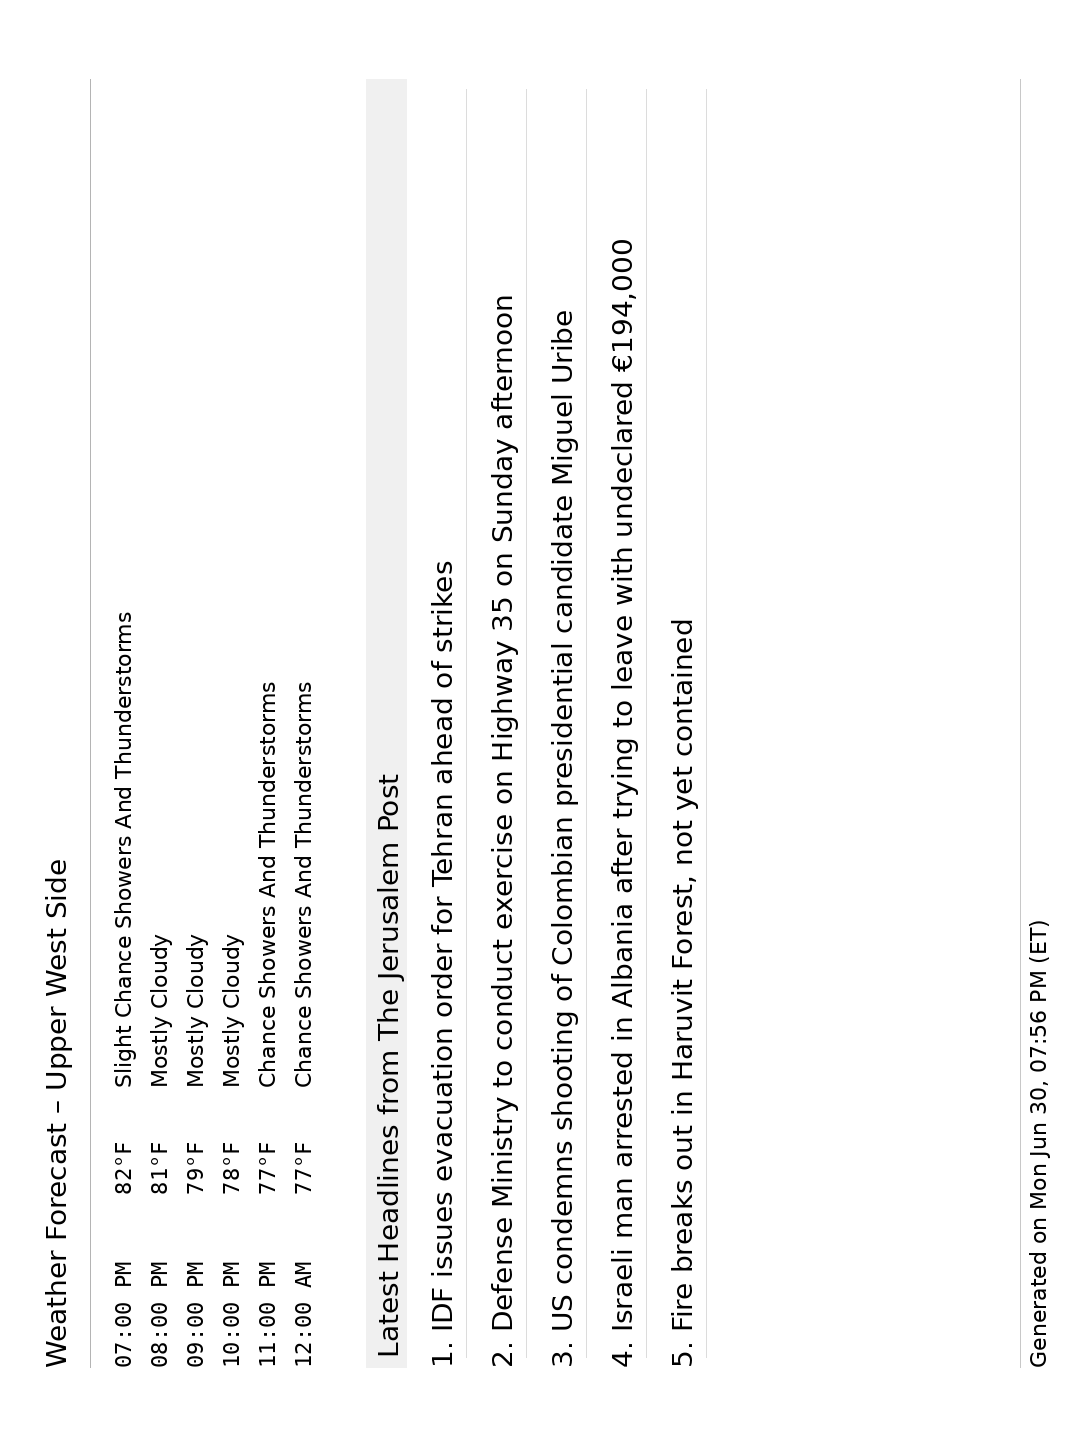 Weather Forecast – Upper West Side
07:00 PM 82°F Slight Chance Showers And Thunderstorms
08:00 PM 81°F Mostly Cloudy
09:00 PM 79°F Mostly Cloudy
10:00 PM 78°F Mostly Cloudy
11:00 PM 77°F Chance Showers And Thunderstorms
12:00 AM 77°F Chance Showers And Thunderstorms
Latest Headlines from The Jerusalem Post
1. IDF issues evacuation order for Tehran ahead of strikes
2. Defense Ministry to conduct exercise on Highway 35 on Sunday afternoon
3. US condemns shooting of Colombian presidential candidate Miguel Uribe
4. Israeli man arrested in Albania after trying to leave with undeclared €194,000
5. Fire breaks out in Haruvit Forest, not yet contained
Generated on Mon Jun 30, 07:56 PM (ET)